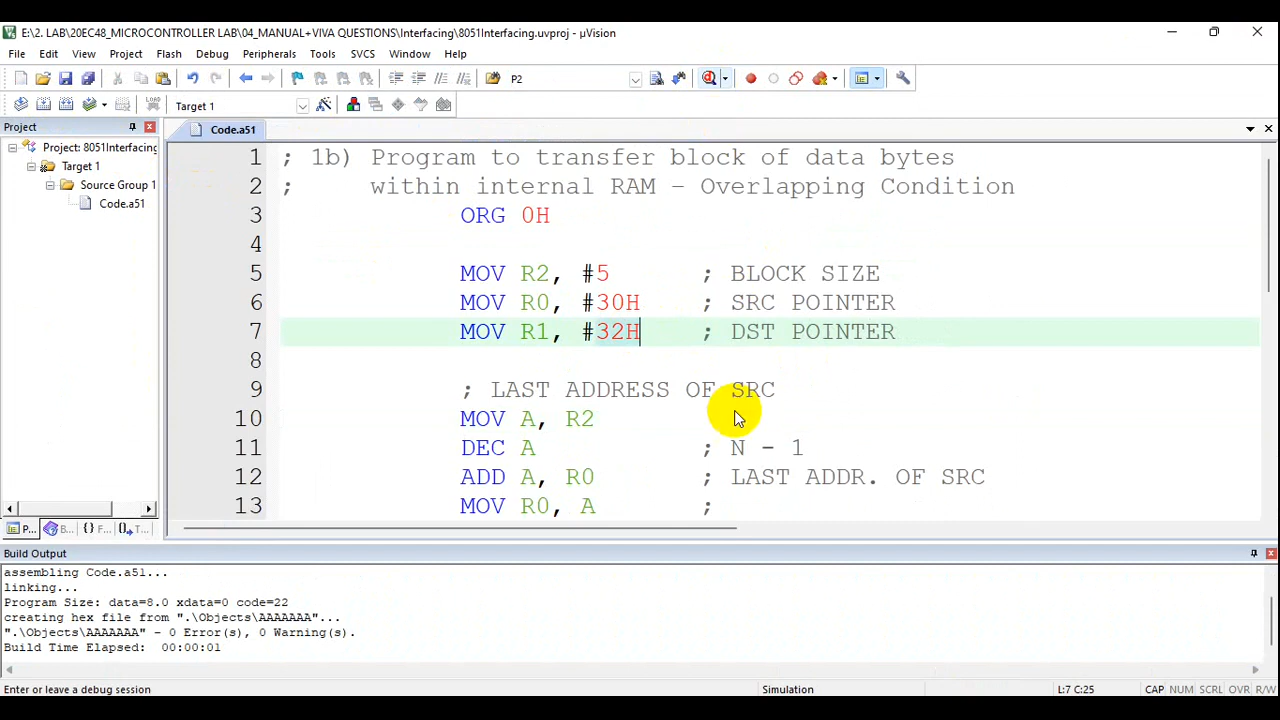 E:\2. LAB\20EC48_MICROCONTROLLER LAB\04_MANUAL+VIVA QUESTIONS\Interfacing\8051Interfacing.uvproj - µVision
File Edit View Project Flash Debug Peripherals Tools SVCS Window Help
P2
LOAD Target 1
Project
Code.a51
Project: 8051Interfacing
Target 1
Source Group 1
Code.a51
1 ; 1b) Program to transfer block of data bytes
2 ; within internal RAM - Overlapping Condition
3 ORG 0H
4
5 MOV R2, #5 ; BLOCK SIZE
6 MOV R0, #30H ; SRC POINTER
7 MOV R1, #32H ; DST POINTER
8
9 ; LAST ADDRESS OF SRC
10 MOV A, R2
11 DEC A ; N - 1
12 ADD A, R0 ; LAST ADDR. OF SRC
13 MOV R0, A ;
P... B... {} F... T...
Build Output
assembling Code.a51...
linking...
Program Size: data=8.0 xdata=0 code=22
creating hex file from ".\Objects\AAAAAAA"...
".\Objects\AAAAAAA" - 0 Error(s), 0 Warning(s).
Build Time Elapsed: 00:00:01
Enter or leave a debug session Simulation L:7 C:25 CAP NUM SCRL OVR R/W